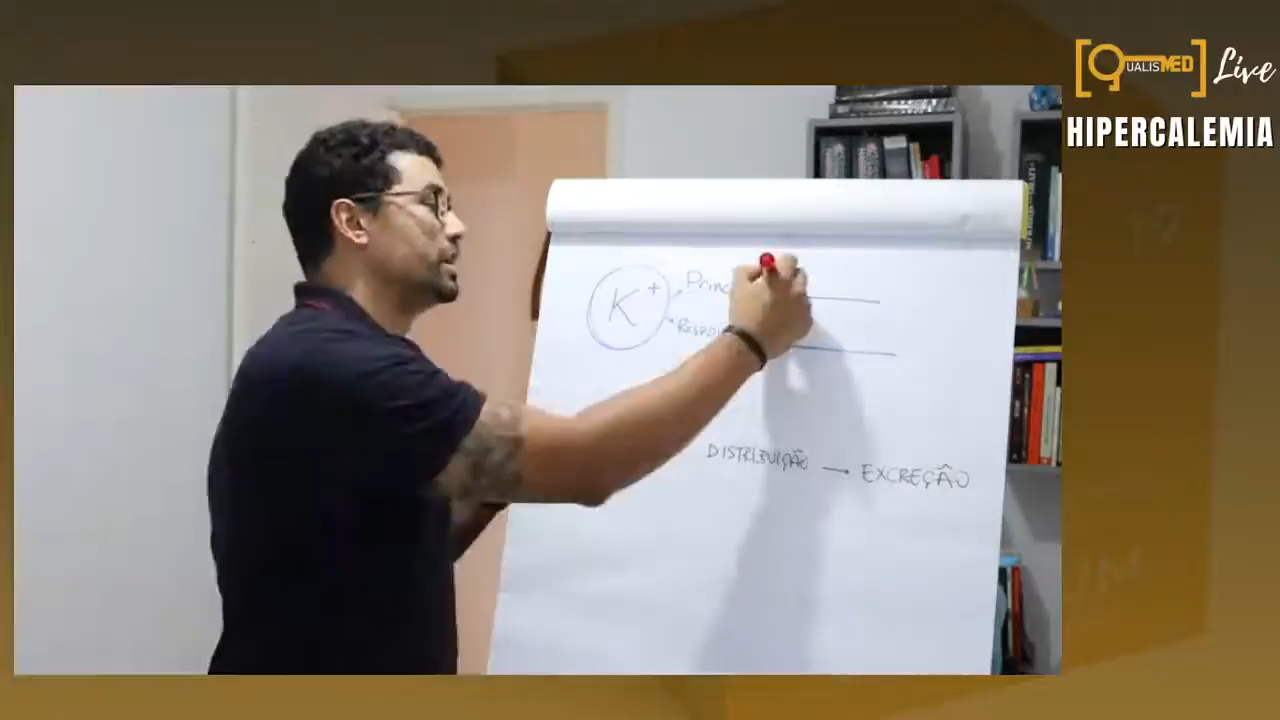 QUALISMED Live
HIPERCALEMIA
K+
DISTRIBUIÇÃO → EXCREÇÃO